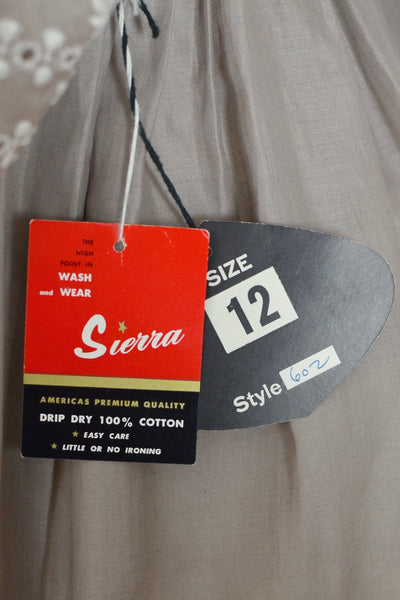 THE
HIGH
POINT IN
WASH
and WEAR
Sierra
AMERICAS PREMIUM QUALITY
DRIP DRY 100% COTTON
★ EASY CARE
★ LITTLE OR NO IRONING
SIZE
12
Style 602